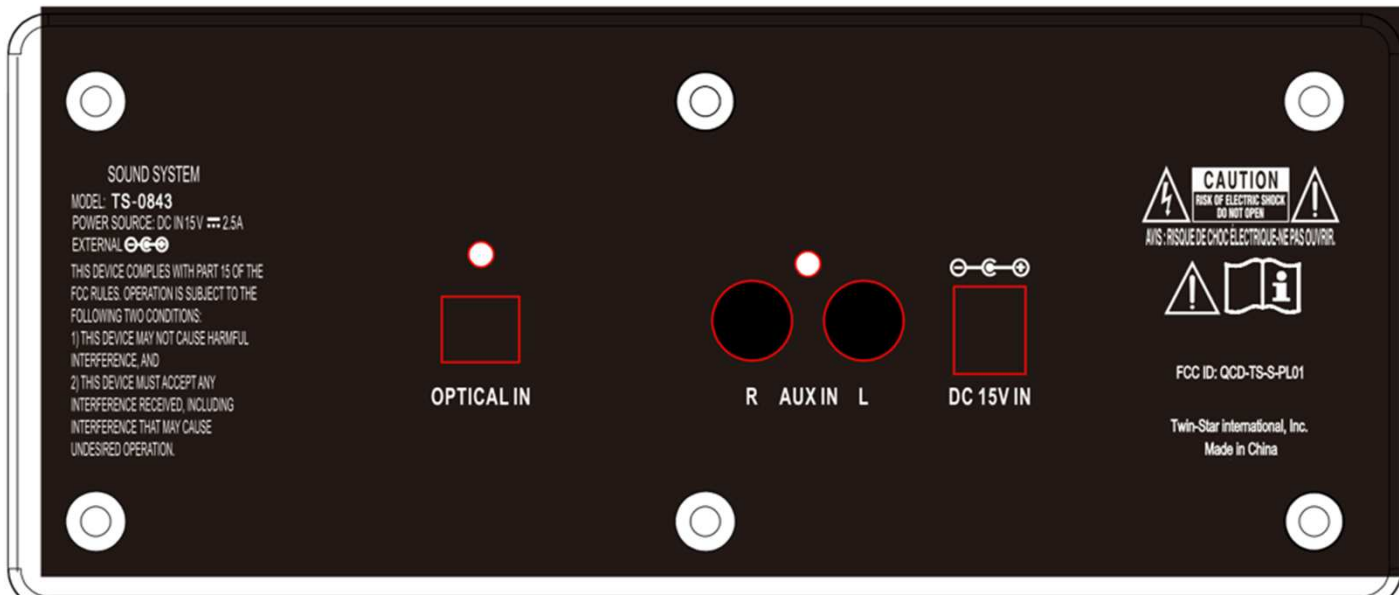 SOUND SYSTEM
MODEL: TS-0843
POWER SOURCE: DC IN 15V ⎓ 2.5A
EXTERNAL
THIS DEVICE COMPLIES WITH PART 15 OF THE
FCC RULES. OPERATION IS SUBJECT TO THE
FOLLOWING TWO CONDITIONS:
1) THIS DEVICE MAY NOT CAUSE HARMFUL
INTERFERENCE, AND
2) THIS DEVICE MUST ACCEPT ANY
INTERFERENCE RECEIVED, INCLUDING
INTERFERENCE THAT MAY CAUSE
UNDESIRED OPERATION.
OPTICAL IN
R AUX IN L
DC 15V IN
CAUTION
RISK OF ELECTRIC SHOCK
DO NOT OPEN
AVIS : RISQUE DE CHOC ÉLECTRIQUE-NE PAS OUVRIR.
FCC ID: QCD-TS-S-PL01
Twin-Star international, Inc.
Made in China